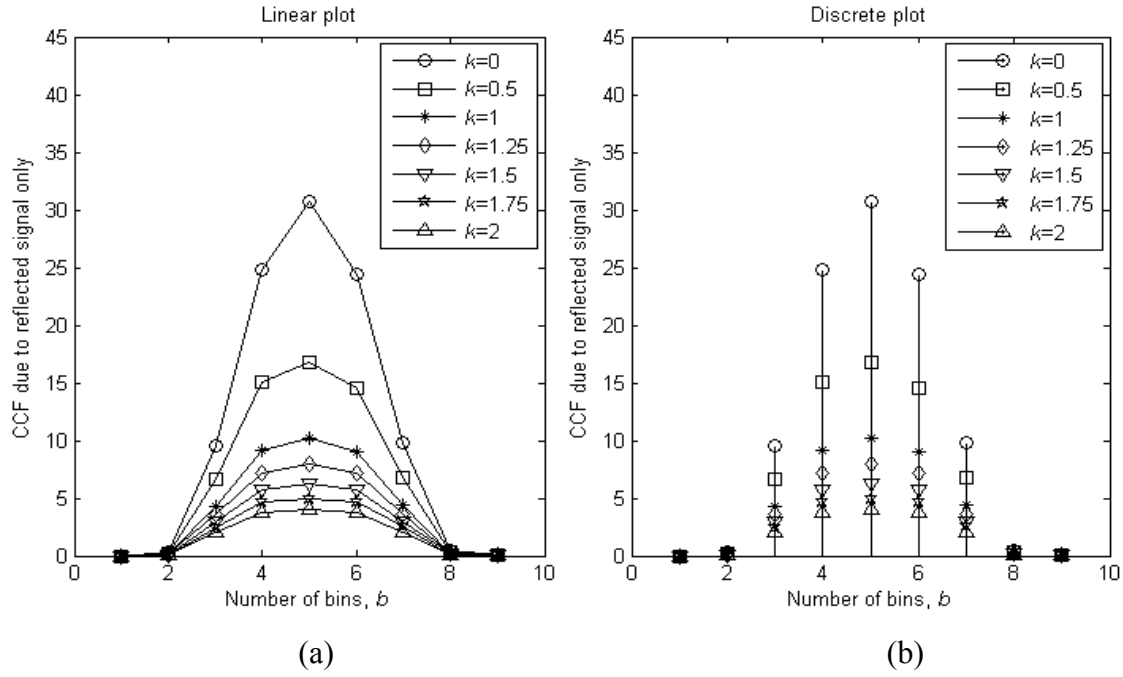 Linear plot
45
40
35
30
25
20
15
10
5
0
0
2
4
6
8
10
CCF due to reflected signal only
Number of bins, b
k=0
k=0.5
k=1
k=1.25
k=1.5
k=1.75
k=2
(a)
Discrete plot
45
40
35
30
25
20
15
10
5
0
0
2
4
6
8
10
CCF due to reflected signal only
Number of bins, b
k=0
k=0.5
k=1
k=1.25
k=1.5
k=1.75
k=2
(b)